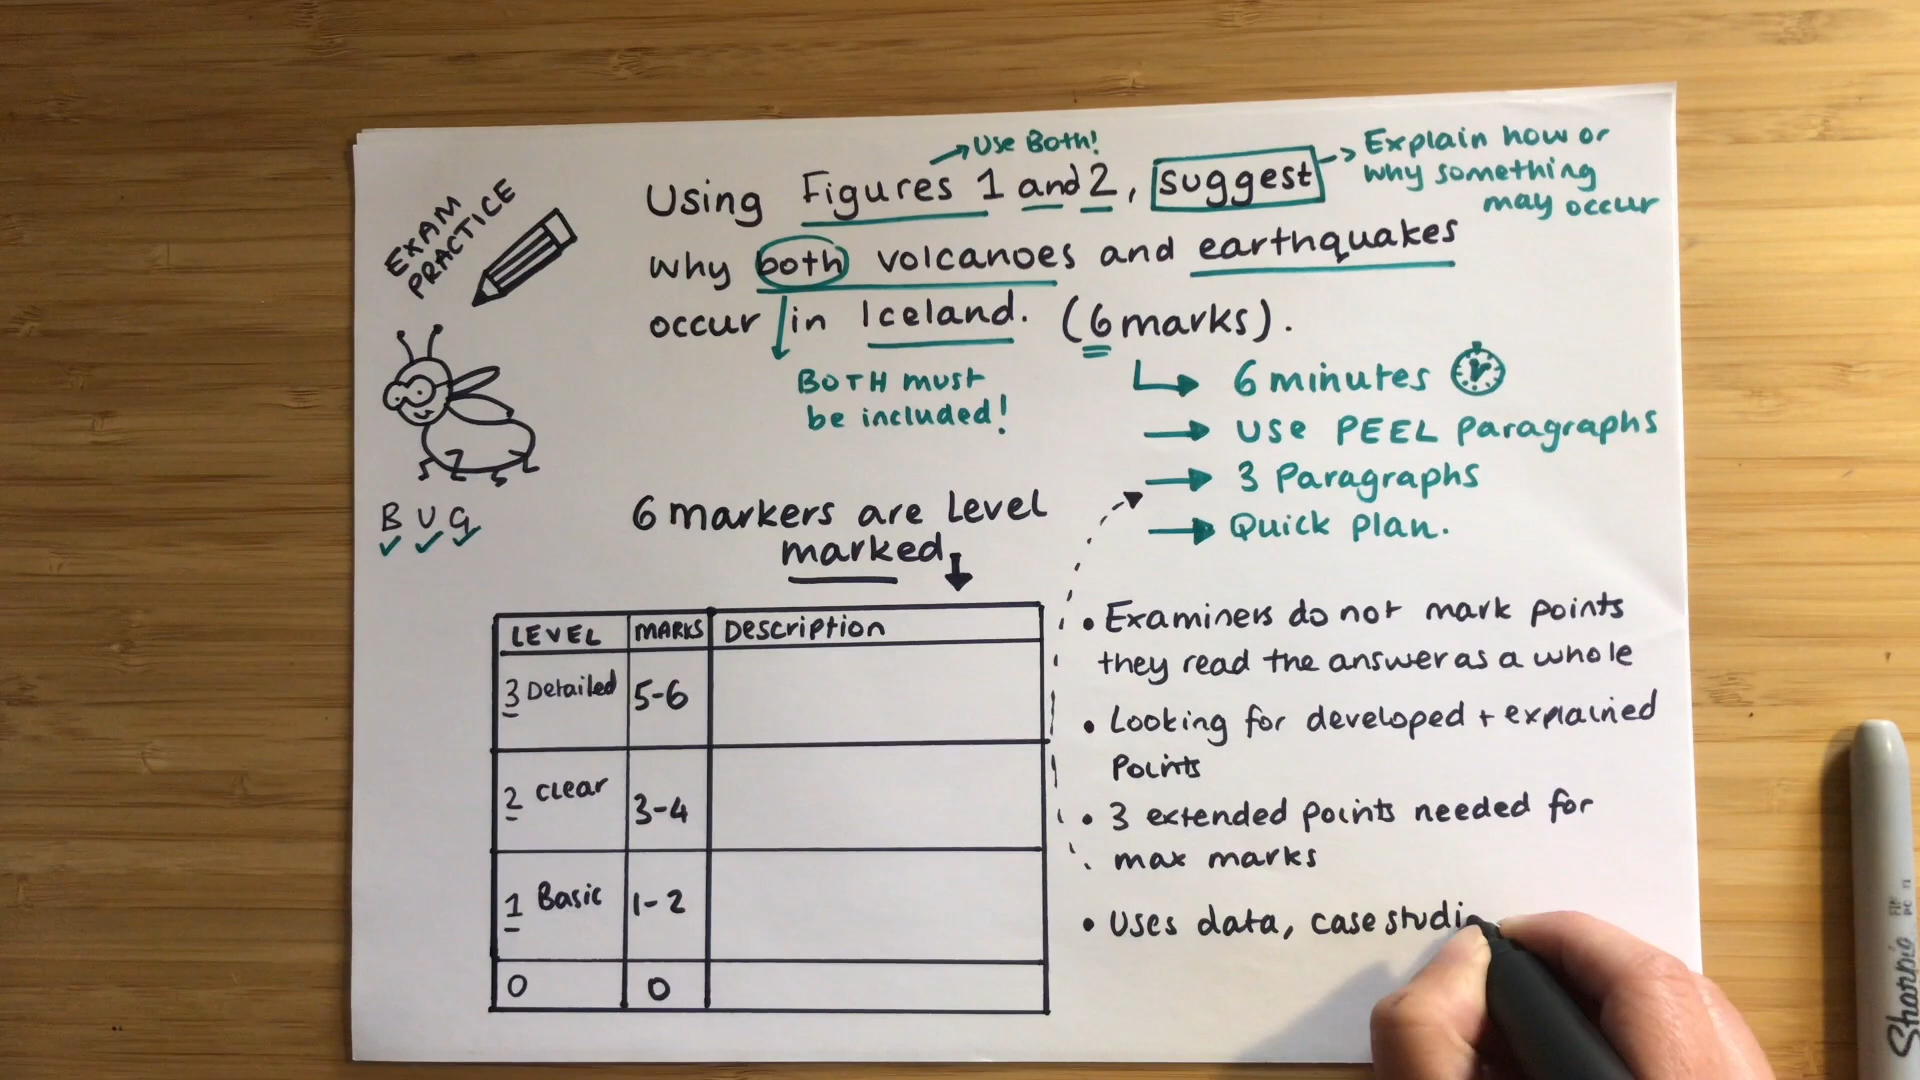 EXAM
PRACTICE
Use Both!
Using Figures 1 and 2, suggest
Explain how or
why something
may occur
why both volcanoes and earthquakes
occur in Iceland. (6 marks).
BOTH must
be included!
6 minutes
USE PEEL Paragraphs
3 Paragraphs
Quick plan.
B U G
6 markers are level
marked
LEVEL MARKS Description
3 Detailed 5-6
2 clear 3-4
1 Basic 1-2
0 0
• Examiners do not mark points
they read the answer as a whole
• Looking for developed + explained
Points
• 3 extended points needed for
max marks
• Uses data, case studi
Sharpie